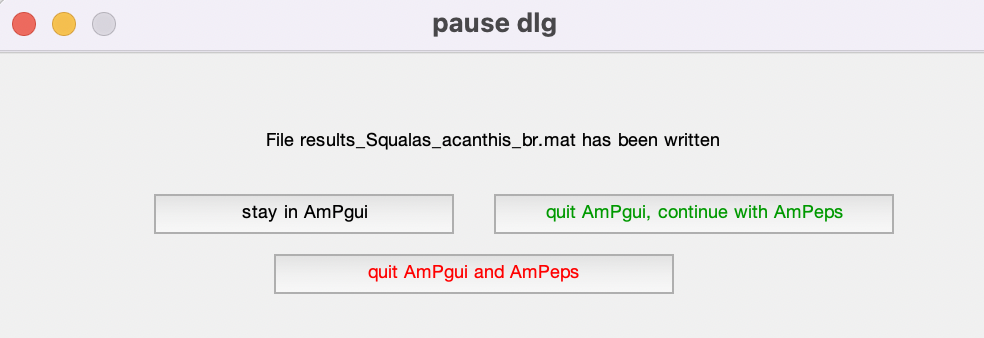 pause dlg
File results_Squalas_acanthis_br.mat has been written
stay in AmPgui
quit AmPgui, continue with AmPeps
quit AmPgui and AmPeps